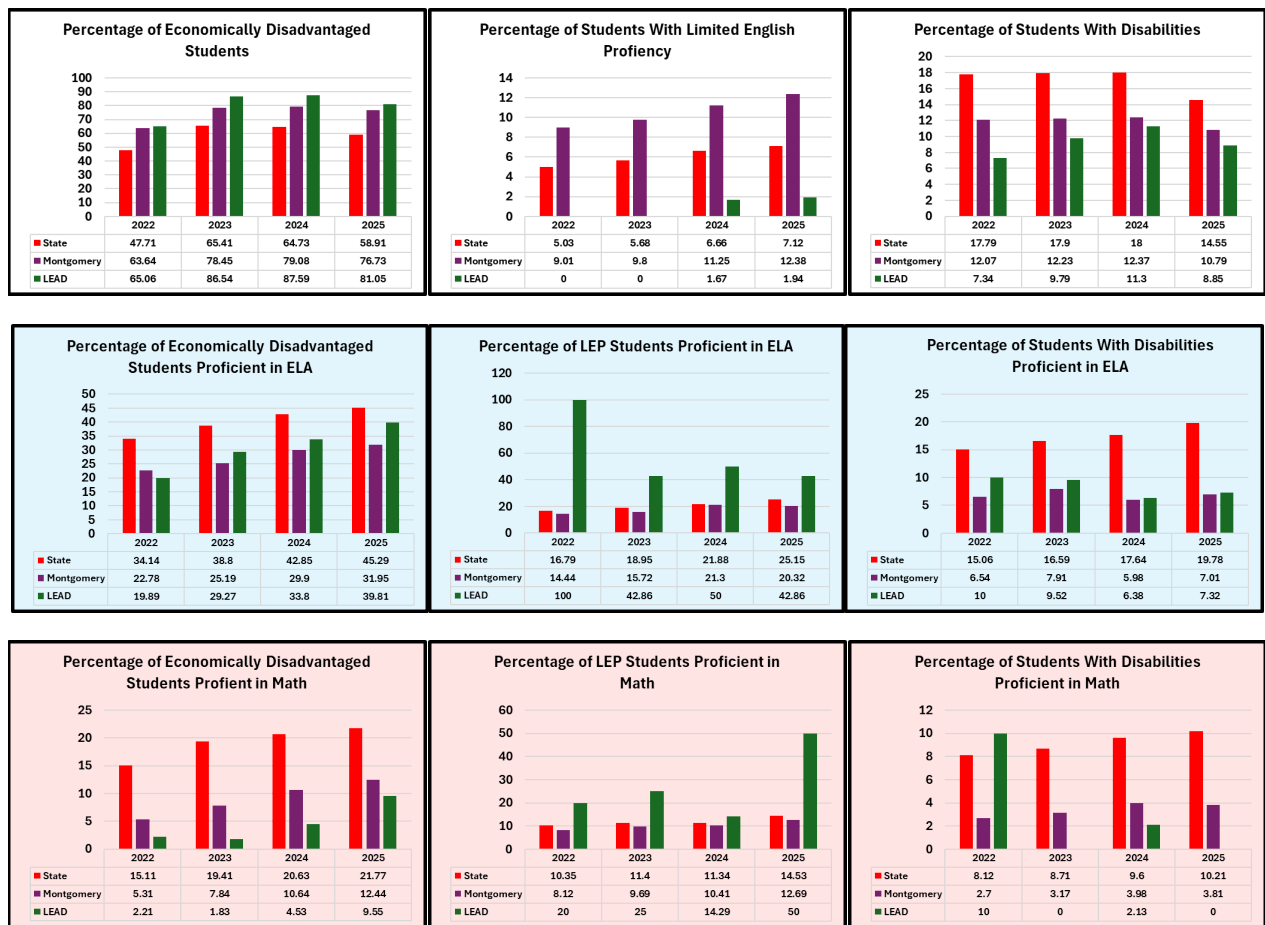 Percentage of Economically Disadvantaged
Students
100
90
80
70
60
50
40
30
20
10
0
2022 2023 2024 2025
State 47.71 65.41 64.73 58.91
Montgomery 63.64 78.45 79.08 76.73
LEAD 65.06 86.54 87.59 81.05
Percentage of Students With Limited English
Profiency
14
12
10
8
6
4
2
0
2022 2023 2024 2025
State 5.03 5.68 6.66 7.12
Montgomery 9.01 9.8 11.25 12.38
LEAD 0 0 1.67 1.94
Percentage of Students With Disabilities
20
18
16
14
12
10
8
6
4
2
0
2022 2023 2024 2025
State 17.79 17.9 18 14.55
Montgomery 12.07 12.23 12.37 10.79
LEAD 7.34 9.79 11.3 8.85
Percentage of Economically Disadvantaged
Students Proficient in ELA
50
45
40
35
30
25
20
15
10
5
0
2022 2023 2024 2025
State 34.14 38.8 42.85 45.29
Montgomery 22.78 25.19 29.9 31.95
LEAD 19.89 29.27 33.8 39.81
Percentage of LEP Students Proficient in ELA
120
100
80
60
40
20
0
2022 2023 2024 2025
State 16.79 18.95 21.88 25.15
Montgomery 14.44 15.72 21.3 20.32
LEAD 100 42.86 50 42.86
Percentage of Students With Disabilities
Proficient in ELA
25
20
15
10
5
0
2022 2023 2024 2025
State 15.06 16.59 17.64 19.78
Montgomery 6.54 7.91 5.98 7.01
LEAD 10 9.52 6.38 7.32
Percentage of Economically Disadvantaged
Students Profient in Math
25
20
15
10
5
0
2022 2023 2024 2025
State 15.11 19.41 20.63 21.77
Montgomery 5.31 7.84 10.64 12.44
LEAD 2.21 1.83 4.53 9.55
Percentage of LEP Students Proficient in
Math
60
50
40
30
20
10
0
2022 2023 2024 2025
State 10.35 11.4 11.34 14.53
Montgomery 8.12 9.69 10.41 12.69
LEAD 20 25 14.29 50
Percentage of Students With Disabilities
Proficient in Math
12
10
8
6
4
2
0
2022 2023 2024 2025
State 8.12 8.71 9.6 10.21
Montgomery 2.7 3.17 3.98 3.81
LEAD 10 0 2.13 0